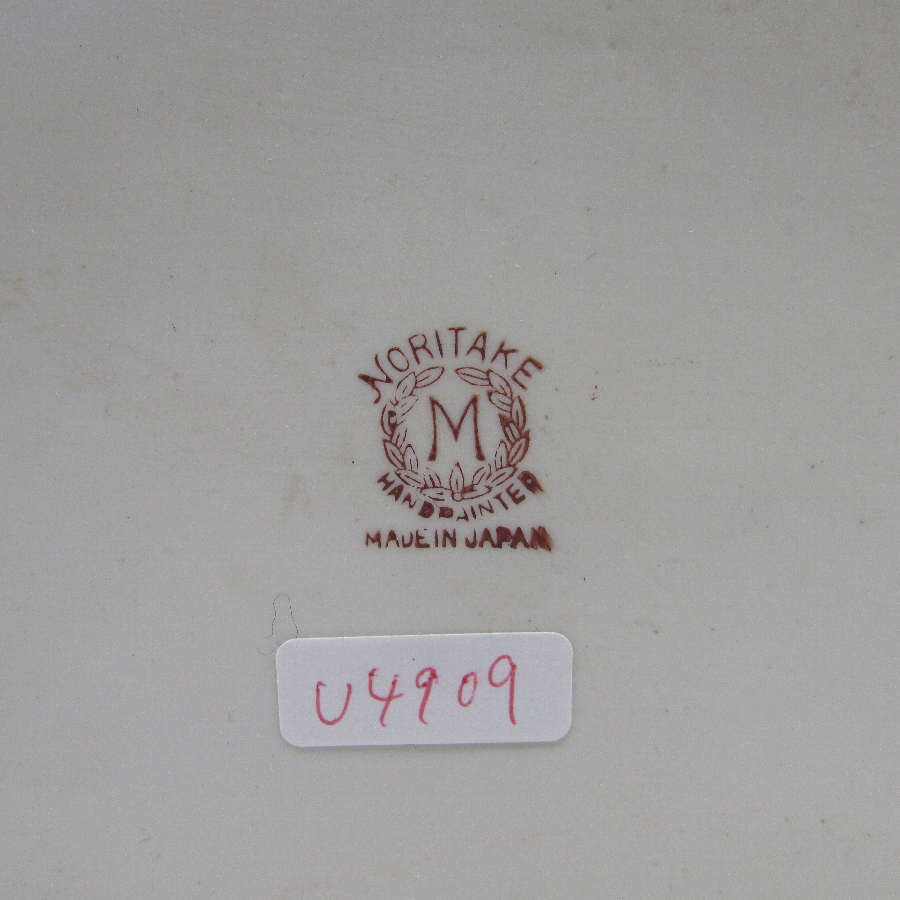 NORITAKE
M
HANDPAINTED
MADE IN JAPAN
U4909